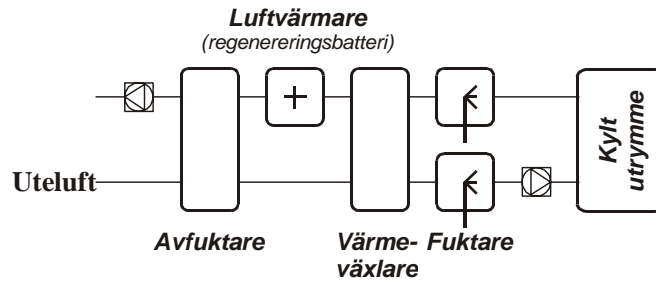 Luftvärmare
(regenereringsbatteri)
Kylt
utrymme
Uteluft
Avfuktare
Värme-
växlare
Fuktare